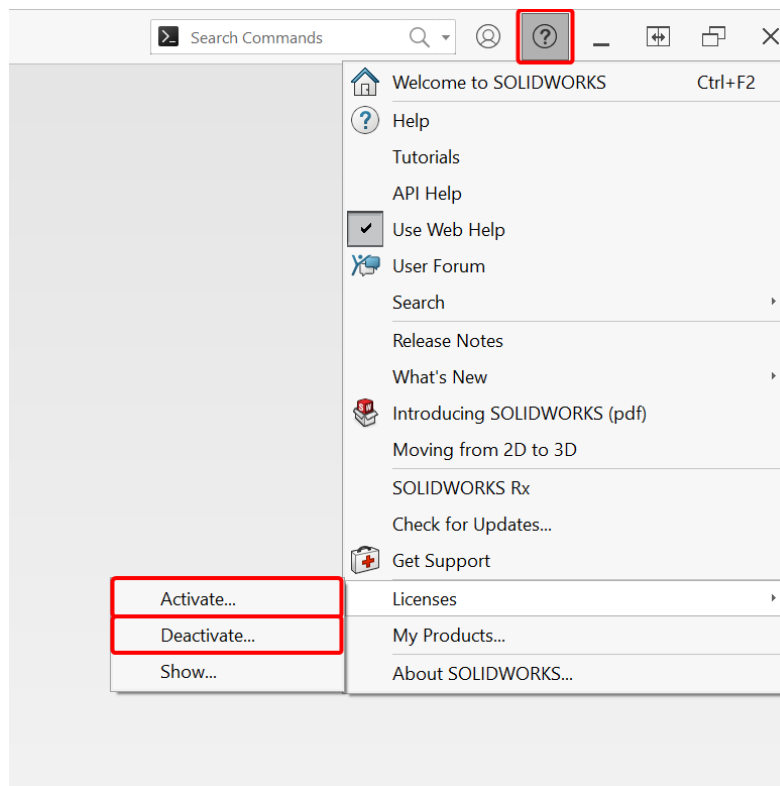 Search Commands
Welcome to SOLIDWORKS Ctrl+F2
Help
Tutorials
API Help
Use Web Help
User Forum
Search
Release Notes
What's New
Introducing SOLIDWORKS (pdf)
Moving from 2D to 3D
SOLIDWORKS Rx
Check for Updates...
Get Support
Activate... Licenses
Deactivate... My Products...
Show... About SOLIDWORKS...